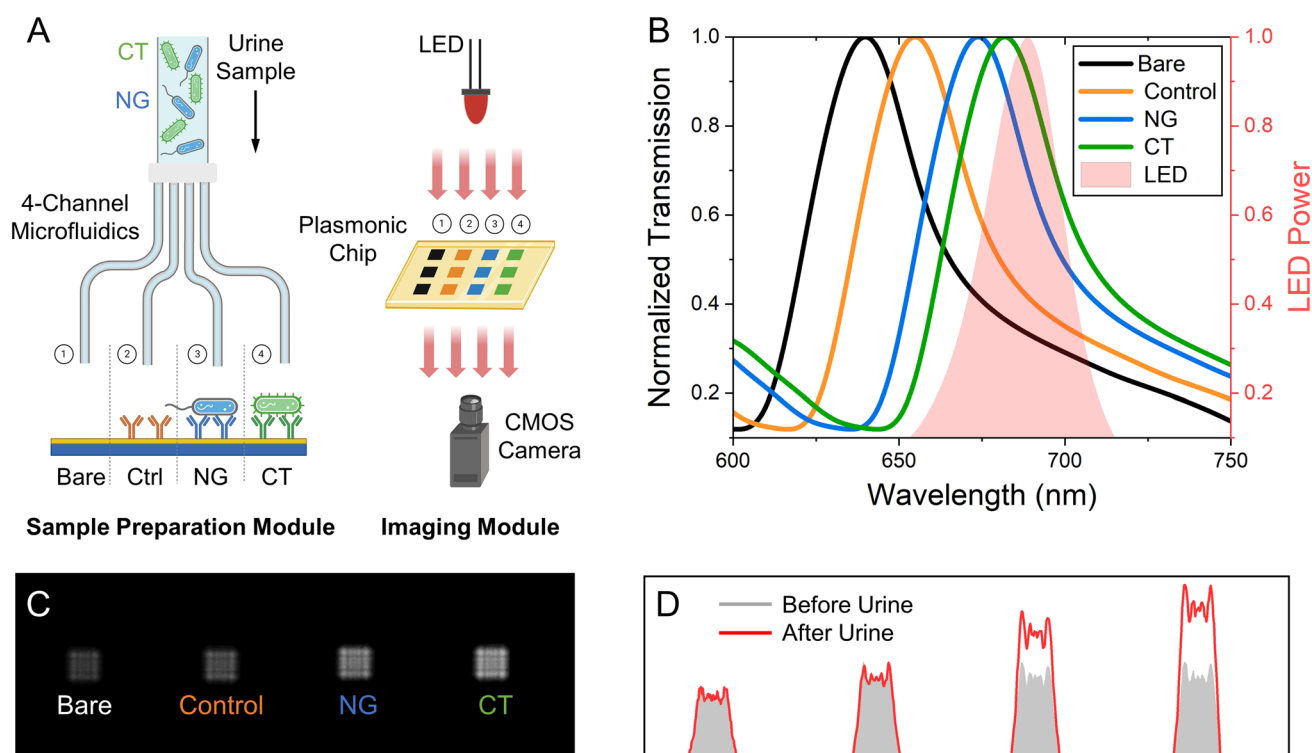 A
CT
NG
Urine
Sample
4-Channel
Microfluidics
1
2
3
4
Bare
Ctrl
NG
CT
Sample Preparation Module
LED
Plasmonic
Chip
1
2
3
4
CMOS
Camera
Imaging Module
B
Normalized Transmission
1.0
0.8
0.6
0.4
0.2
600
650
700
750
Wavelength (nm)
Bare
Control
NG
CT
LED
1.0
0.8
0.6
0.4
0.2
LED Power
C
Bare
Control
NG
CT
D
Before Urine
After Urine